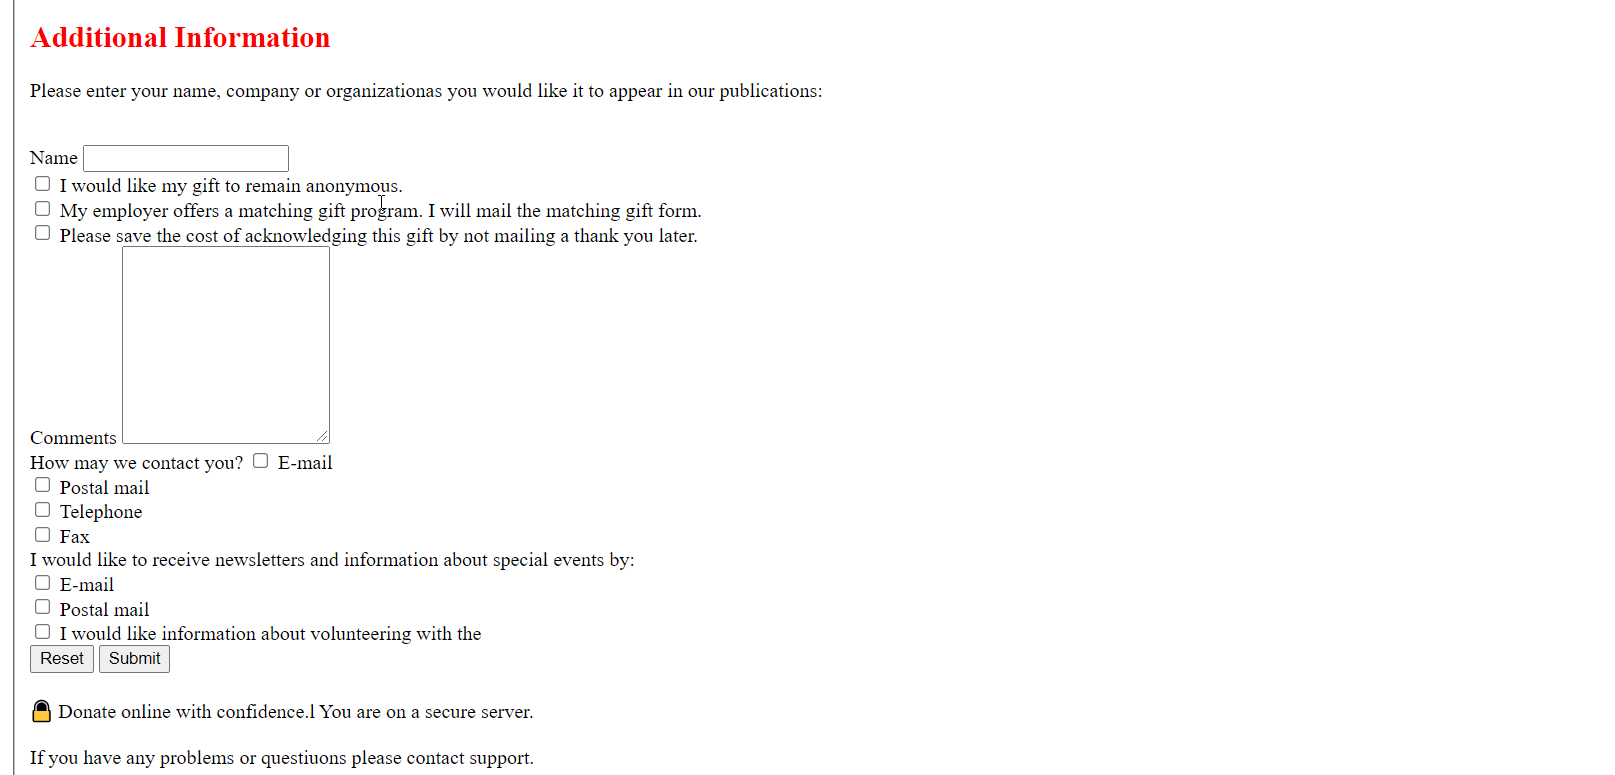 Additional Information
Please enter your name, company or organizationas you would like it to appear in our publications:
Name
I would like my gift to remain anonymous.
My employer offers a matching gift program. I will mail the matching gift form.
Please save the cost of acknowledging this gift by not mailing a thank you later.
Comments
How may we contact you? E-mail
Postal mail
Telephone
Fax
I would like to receive newsletters and information about special events by:
E-mail
Postal mail
I would like information about volunteering with the
Reset Submit
Donate online with confidence.l You are on a secure server.
If you have any problems or questiuons please contact support.